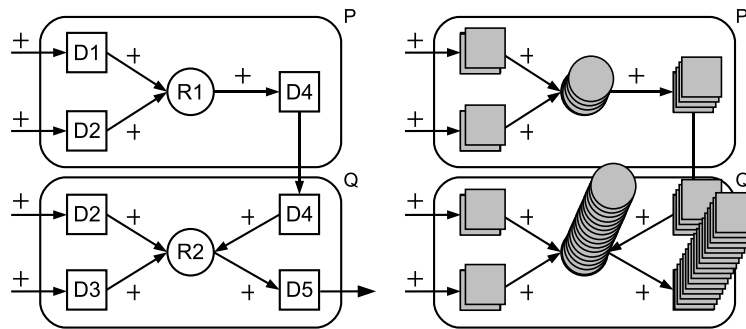 P
+ D1 + R1 + D4
+ D2 +
Q
+ D2 + R2 + D4
+ D3 + + D5
P
+ + +
+ +
Q
+ + +
+ + +